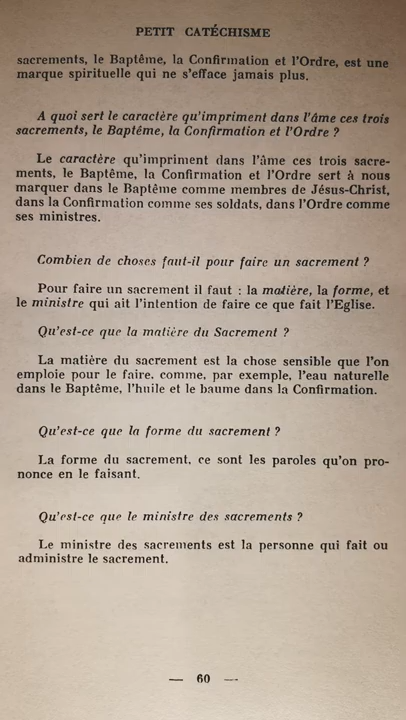 PETIT CATÉCHISME
sacrements, le Baptême, la Confirmation et l'Ordre, est une
marque spirituelle qui ne s'efface jamais plus.
A quoi sert le caractère qu'impriment dans l'âme ces trois
sacrements, le Baptême, la Confirmation et l'Ordre ?
Le caractère qu'impriment dans l'âme ces trois sacre-
ments, le Baptême, la Confirmation et l'Ordre sert à nous
marquer dans le Baptême comme membres de Jésus-Christ,
dans la Confirmation comme ses soldats, dans l'Ordre comme
ses ministres.
Combien de choses faut-il pour faire un sacrement ?
Pour faire un sacrement il faut : la matière, la forme, et
le ministre qui ait l'intention de faire ce que fait l'Eglise.
Qu'est-ce que la matière du Sacrement ?
La matière du sacrement est la chose sensible que l'on
emploie pour le faire. comme, par exemple, l'eau naturelle
dans le Baptême, l'huile et le baume dans la Confirmation.
Qu'est-ce que la forme du sacrement ?
La forme du sacrement, ce sont les paroles qu'on pro-
nonce en le faisant.
Qu'est-ce que le ministre des sacrements ?
Le ministre des sacrements est la personne qui fait ou
administre le sacrement.
— 60 —